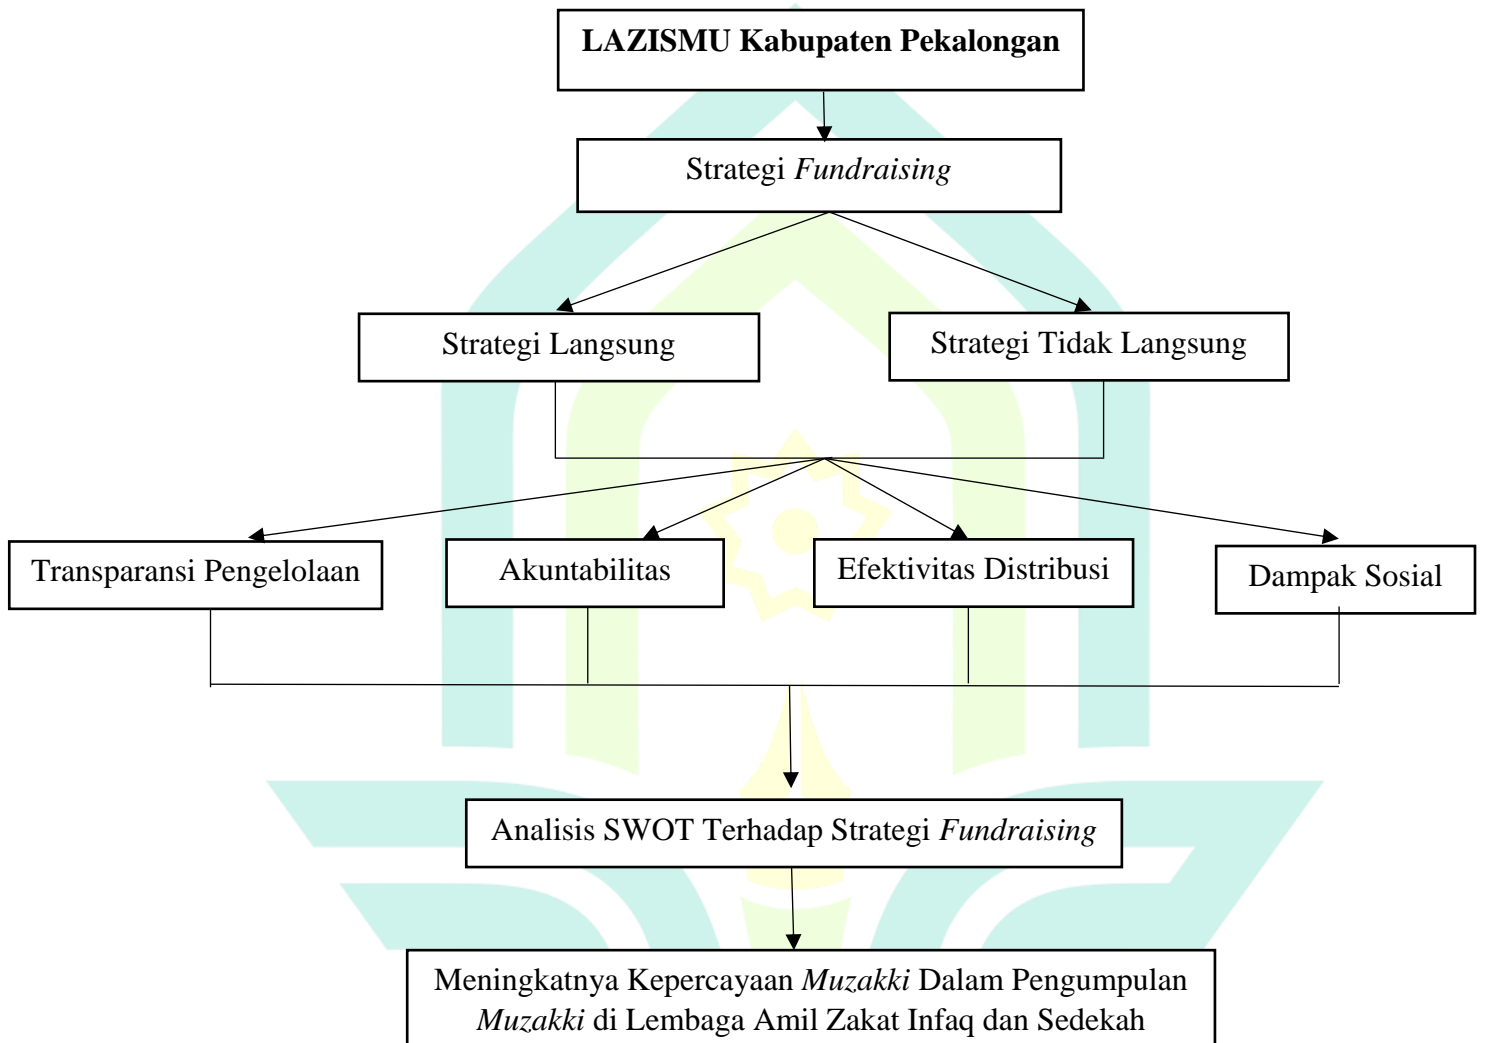 LAZISMU Kabupaten Pekalongan
Strategi Fundraising
Strategi Langsung
Strategi Tidak Langsung
Transparansi Pengelolaan
Akuntabilitas
Efektivitas Distribusi
Dampak Sosial
Analisis SWOT Terhadap Strategi Fundraising
Meningkatnya Kepercayaan Muzakki Dalam Pengumpulan
Muzakki di Lembaga Amil Zakat Infaq dan Sedekah